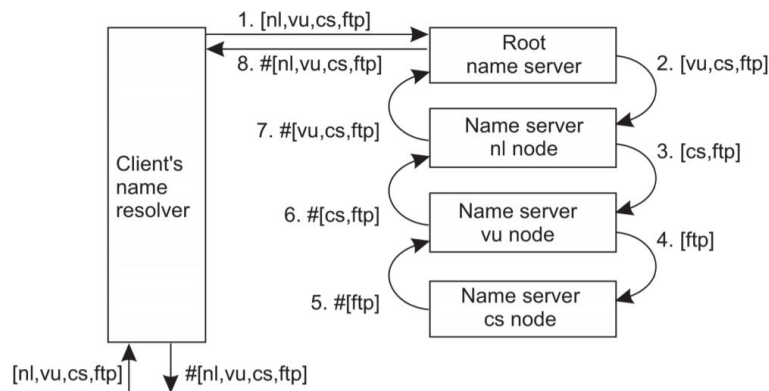 1. [nl,vu,cs,ftp]
8. #[nl,vu,cs,ftp]
Root
name server
2. [vu,cs,ftp]
7. #[vu,cs,ftp]
Name server
nl node
3. [cs,ftp]
Client's
name
resolver
6. #[cs,ftp]
Name server
vu node
4. [ftp]
5. #[ftp]
Name server
cs node
[nl,vu,cs,ftp]
#[nl,vu,cs,ftp]